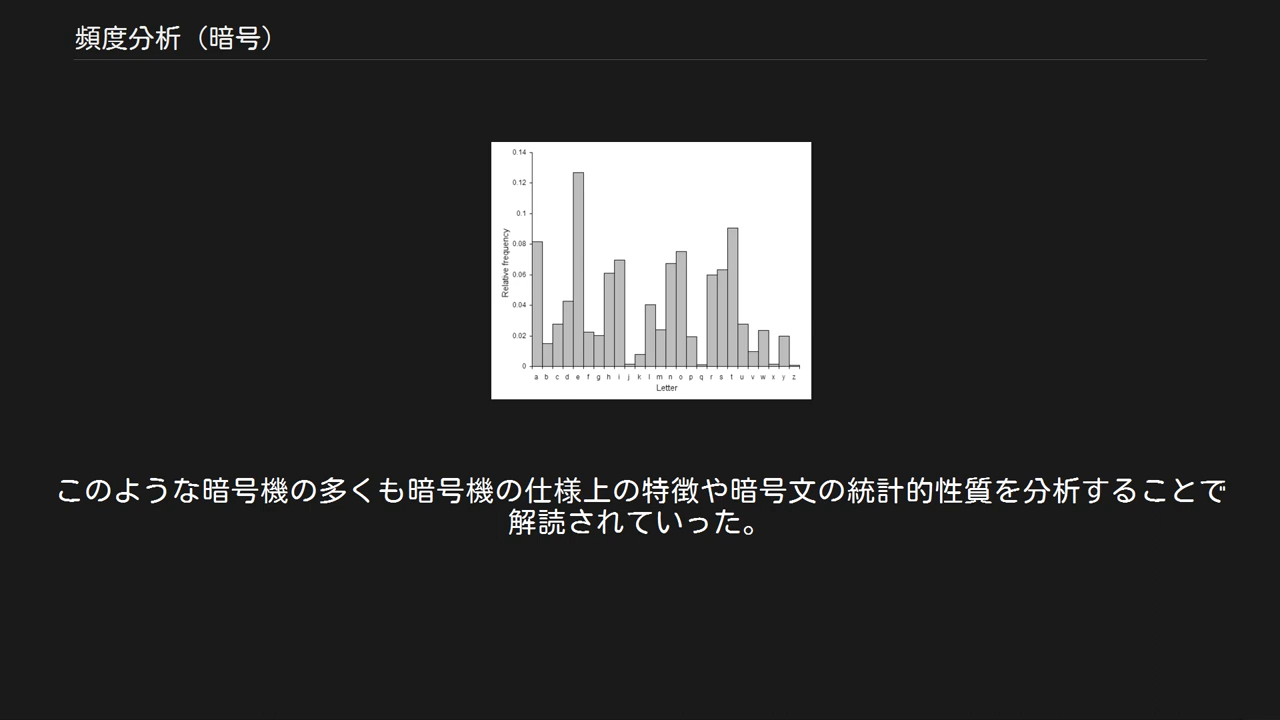 頻度分析（暗号）
0.14
0.12
0.1
0.08
0.06
0.04
0.02
0
Relative frequency
a b c d e f g h i j k l m n o p q r s t u v w x y z
Letter
このような暗号機の多くも暗号機の仕様上の特徴や暗号文の統計的性質を分析することで
解読されていった。